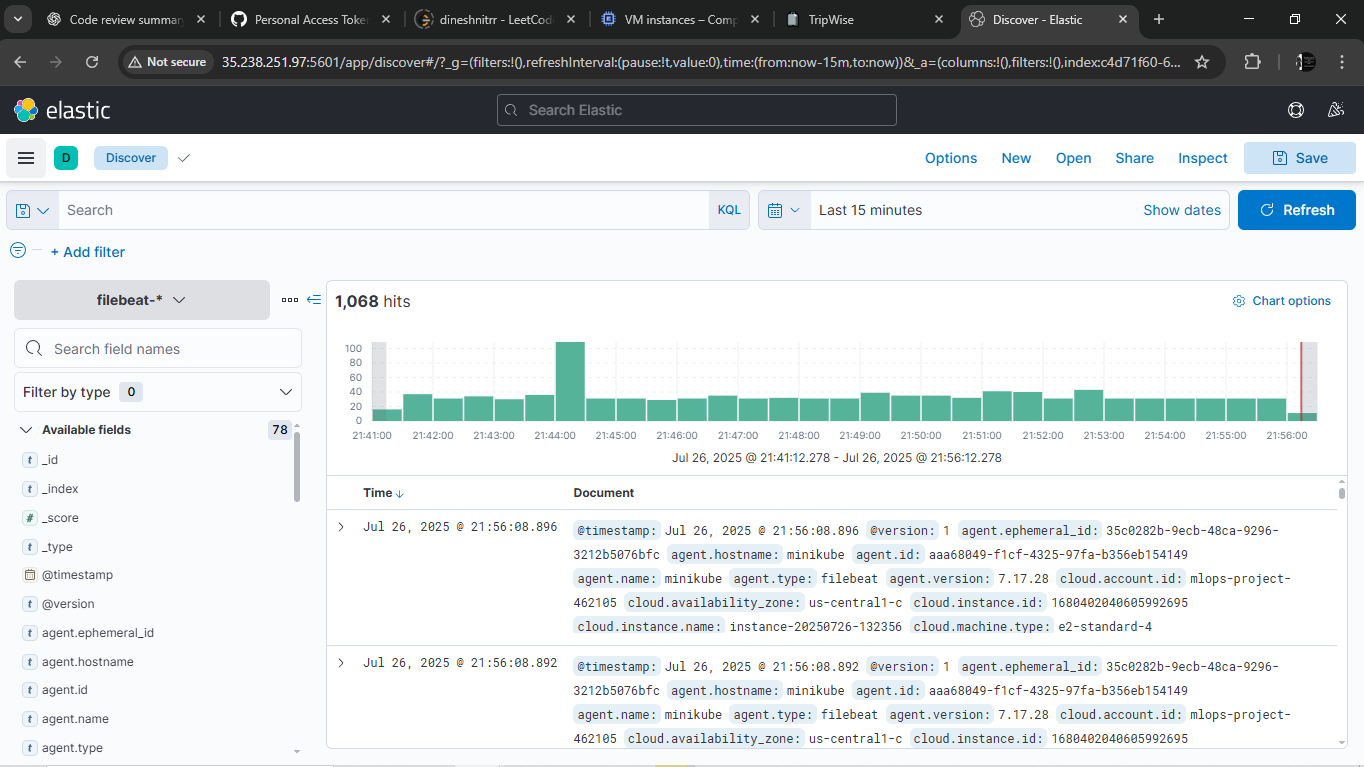 Code review summar
Personal Access Token
dineshnitrr - LeetCod
VM instances – Comp
TripWise
Discover - Elastic
Not secure 35.238.251.97:5601/app/discover#/?_g=(filters:!(),refreshInterval:(pause:!t,value:0),time:(from:now-15m,to:now))&_a=(columns:!(),filters:!(),index:c4d71f60-6...
elastic
Search Elastic
D Discover
Options New Open Share Inspect Save
Search KQL
Last 15 minutes Show dates Refresh
+ Add filter
filebeat-*
Search field names
Filter by type 0
Available fields 78
t _id
t _index
# _score
t _type
@timestamp
t @version
t agent.ephemeral_id
t agent.hostname
t agent.id
t agent.name
t agent.type
1,068 hits
Chart options
100
80
60
40
20
0
21:41:00 21:42:00 21:43:00 21:44:00 21:45:00 21:46:00 21:47:00 21:48:00 21:49:00 21:50:00 21:51:00 21:52:00 21:53:00 21:54:00 21:55:00 21:56:00
Jul 26, 2025 @ 21:41:12.278 - Jul 26, 2025 @ 21:56:12.278
Time Document
Jul 26, 2025 @ 21:56:08.896
@timestamp: Jul 26, 2025 @ 21:56:08.896 @version: 1 agent.ephemeral_id: 35c0282b-9ecb-48ca-9296-
3212b5076bfc agent.hostname: minikube agent.id: aaa68049-f1cf-4325-97fa-b356eb154149
agent.name: minikube agent.type: filebeat agent.version: 7.17.28 cloud.account.id: mlops-project-
462105 cloud.availability_zone: us-central1-c cloud.instance.id: 1680402040605992695
cloud.instance.name: instance-20250726-132356 cloud.machine.type: e2-standard-4
Jul 26, 2025 @ 21:56:08.892
@timestamp: Jul 26, 2025 @ 21:56:08.892 @version: 1 agent.ephemeral_id: 35c0282b-9ecb-48ca-9296-
3212b5076bfc agent.hostname: minikube agent.id: aaa68049-f1cf-4325-97fa-b356eb154149
agent.name: minikube agent.type: filebeat agent.version: 7.17.28 cloud.account.id: mlops-project-
462105 cloud.availability_zone: us-central1-c cloud.instance.id: 1680402040605992695